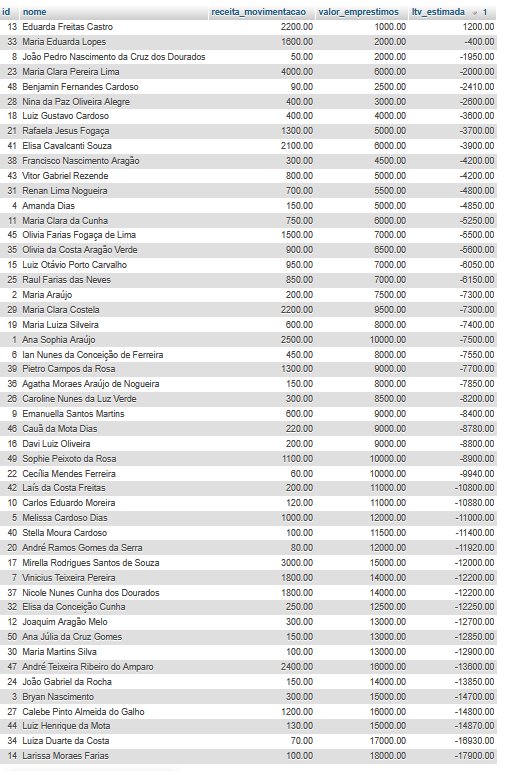 id nome receita_movimentacao valor_emprestimos ltv_estimada 1
13 Eduarda Freitas Castro 2200.00 1000.00 1200.00
33 Maria Eduarda Lopes 1600.00 2000.00 -400.00
8 João Pedro Nascimento da Cruz dos Dourados 50.00 2000.00 -1950.00
23 Maria Clara Pereira Lima 4000.00 6000.00 -2000.00
48 Benjamin Fernandes Cardoso 90.00 2500.00 -2410.00
28 Nina da Paz Oliveira Alegre 400.00 3000.00 -2600.00
18 Luiz Gustavo Cardoso 400.00 4000.00 -3600.00
21 Rafaela Jesus Fogaça 1300.00 5000.00 -3700.00
41 Elisa Cavalcanti Souza 2100.00 6000.00 -3900.00
38 Francisco Nascimento Aragão 300.00 4500.00 -4200.00
43 Vitor Gabriel Rezende 800.00 5000.00 -4200.00
31 Renan Lima Nogueira 700.00 5500.00 -4800.00
4 Amanda Dias 150.00 5000.00 -4850.00
11 Maria Clara da Cunha 750.00 6000.00 -5250.00
45 Olivia Farias Fogaça de Lima 1500.00 7000.00 -5500.00
35 Olivia da Costa Aragão Verde 900.00 6500.00 -5600.00
15 Luiz Otávio Porto Carvalho 950.00 7000.00 -6050.00
25 Raul Farias das Neves 850.00 7000.00 -6150.00
2 Maria Araújo 200.00 7500.00 -7300.00
29 Maria Clara Costela 2200.00 9500.00 -7300.00
19 Maria Luiza Silveira 600.00 8000.00 -7400.00
1 Ana Sophia Araújo 2500.00 10000.00 -7500.00
6 Ian Nunes da Conceição de Ferreira 450.00 8000.00 -7550.00
39 Pietro Campos da Rosa 1300.00 9000.00 -7700.00
36 Agatha Moraes Araújo de Nogueira 150.00 8000.00 -7850.00
26 Caroline Nunes da Luz Verde 300.00 8500.00 -8200.00
9 Emanuella Santos Martins 600.00 9000.00 -8400.00
46 Cauã da Mota Dias 220.00 9000.00 -8780.00
16 Davi Luiz Oliveira 200.00 9000.00 -8800.00
49 Sophie Peixoto da Rosa 1100.00 10000.00 -8900.00
22 Cecília Mendes Ferreira 60.00 10000.00 -9940.00
42 Laís da Costa Freitas 200.00 11000.00 -10800.00
10 Carlos Eduardo Moreira 120.00 11000.00 -10880.00
5 Melissa Cardoso Dias 1000.00 12000.00 -11000.00
40 Stella Moura Cardoso 100.00 11500.00 -11400.00
20 André Ramos Gomes da Serra 80.00 12000.00 -11920.00
17 Mirella Rodrigues Santos de Souza 3000.00 15000.00 -12000.00
7 Vinicius Teixeira Pereira 1800.00 14000.00 -12200.00
37 Nicole Nunes Cunha dos Dourados 1800.00 14000.00 -12200.00
32 Elisa da Conceição Cunha 250.00 12500.00 -12250.00
12 Joaquim Aragão Melo 300.00 13000.00 -12700.00
50 Ana Júlia da Cruz Gomes 150.00 13000.00 -12850.00
30 Maria Martins Silva 100.00 13000.00 -12900.00
47 André Teixeira Ribeiro do Amparo 2400.00 16000.00 -13600.00
24 João Gabriel da Rocha 150.00 14000.00 -13850.00
3 Bryan Nascimento 300.00 15000.00 -14700.00
27 Calebe Pinto Almeida do Galho 1200.00 16000.00 -14800.00
44 Luiz Henrique da Mota 130.00 15000.00 -14870.00
34 Luiza Duarte da Costa 70.00 17000.00 -16930.00
14 Larissa Moraes Farias 100.00 18000.00 -17900.00